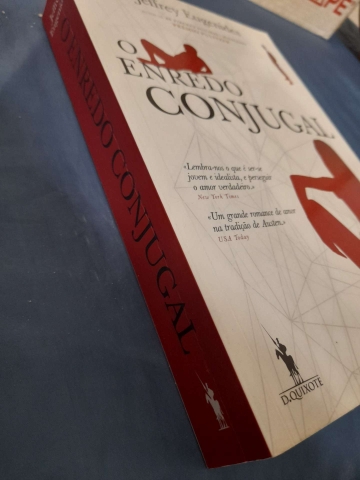 Jeffrey Eugenides
O
ENREDO
CONJUGAL
«Lembra-nos o que é ser-se
jovem e idealista, e perseguir
o amor verdadeiro.»
New York Times
«Um grande romance de amor
na tradição de Austen.»
USA Today
D.QUIXOTE
O ENREDO CONJUGAL